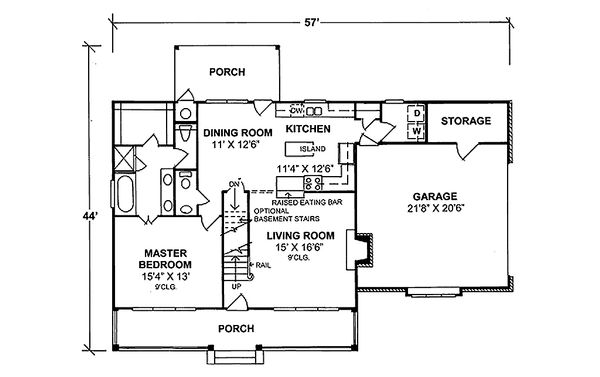 57'
PORCH
DW
D
W
STORAGE
KITCHEN
DINING ROOM
11' X 12'6"
ISLAND
11'4" X 12'6"
GARAGE
21'8" X 20'6"
DN
RAISED EATING BAR
OPTIONAL
BASEMENT STAIRS
44'
LIVING ROOM
15' X 16'6"
9'CLG.
MASTER
BEDROOM
15'4" X 13'
9'CLG.
RAIL
UP
PORCH